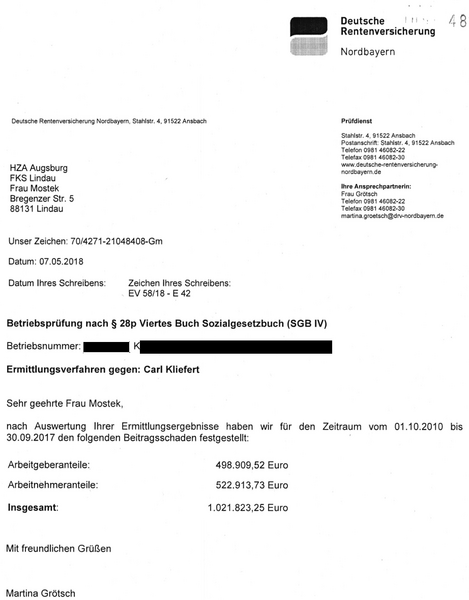 48
Deutsche
Rentenversicherung
Nordbayern
Deutsche Rentenversicherung Nordbayern, Stahlstr. 4, 91522 Ansbach
Prüfdienst
Stahlstr. 4, 91522 Ansbach
Postanschrift: Stahlstr. 4, 91522 Ansbach
Telefon 0981 46082-22
Telefax 0981 46082-30
www.deutsche-rentenversicherung-
nordbayern.de
Ihre Ansprechpartnerin:
Frau Grötsch
Telefon 0981 46082-22
Telefax 0981 46082-30
martina.groetsch@drv-nordbayern.de
HZA Augsburg
FKS Lindau
Frau Mostek
Bregenzer Str. 5
88131 Lindau
Unser Zeichen: 70/4271-21048408-Gm
Datum: 07.05.2018
Datum Ihres Schreibens: Zeichen Ihres Schreibens:
EV 58/18 - E 42
Betriebsprüfung nach § 28p Viertes Buch Sozialgesetzbuch (SGB IV)
Betriebsnummer: K
Ermittlungsverfahren gegen: Carl Kliefert
Sehr geehrte Frau Mostek,
nach Auswertung Ihrer Ermittlungsergebnisse haben wir für den Zeitraum vom 01.10.2010 bis
30.09.2017 den folgenden Beitragsschaden festgestellt:
Arbeitgeberanteile: 498.909,52 Euro
Arbeitnehmeranteile: 522.913,73 Euro
Insgesamt: 1.021.823,25 Euro
Mit freundlichen Grüßen
Martina Grötsch